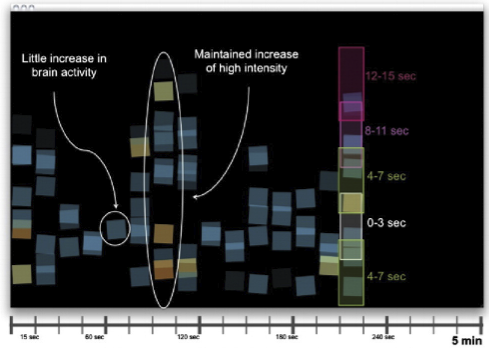 Little increase in
brain activity
Maintained increase
of high intensity
12-15 sec
8-11 sec
4-7 sec
0-3 sec
4-7 sec
15 sec
60 sec
120 sec
180 sec
240 sec
5 min